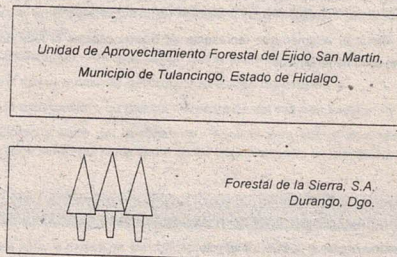 Unidad de Aprovechamiento Forestal del Ejido San Martín,
Municipio de Tulancingo, Estado de Hidalgo.
Forestal de la Sierra, S.A.
Durango, Dgo.